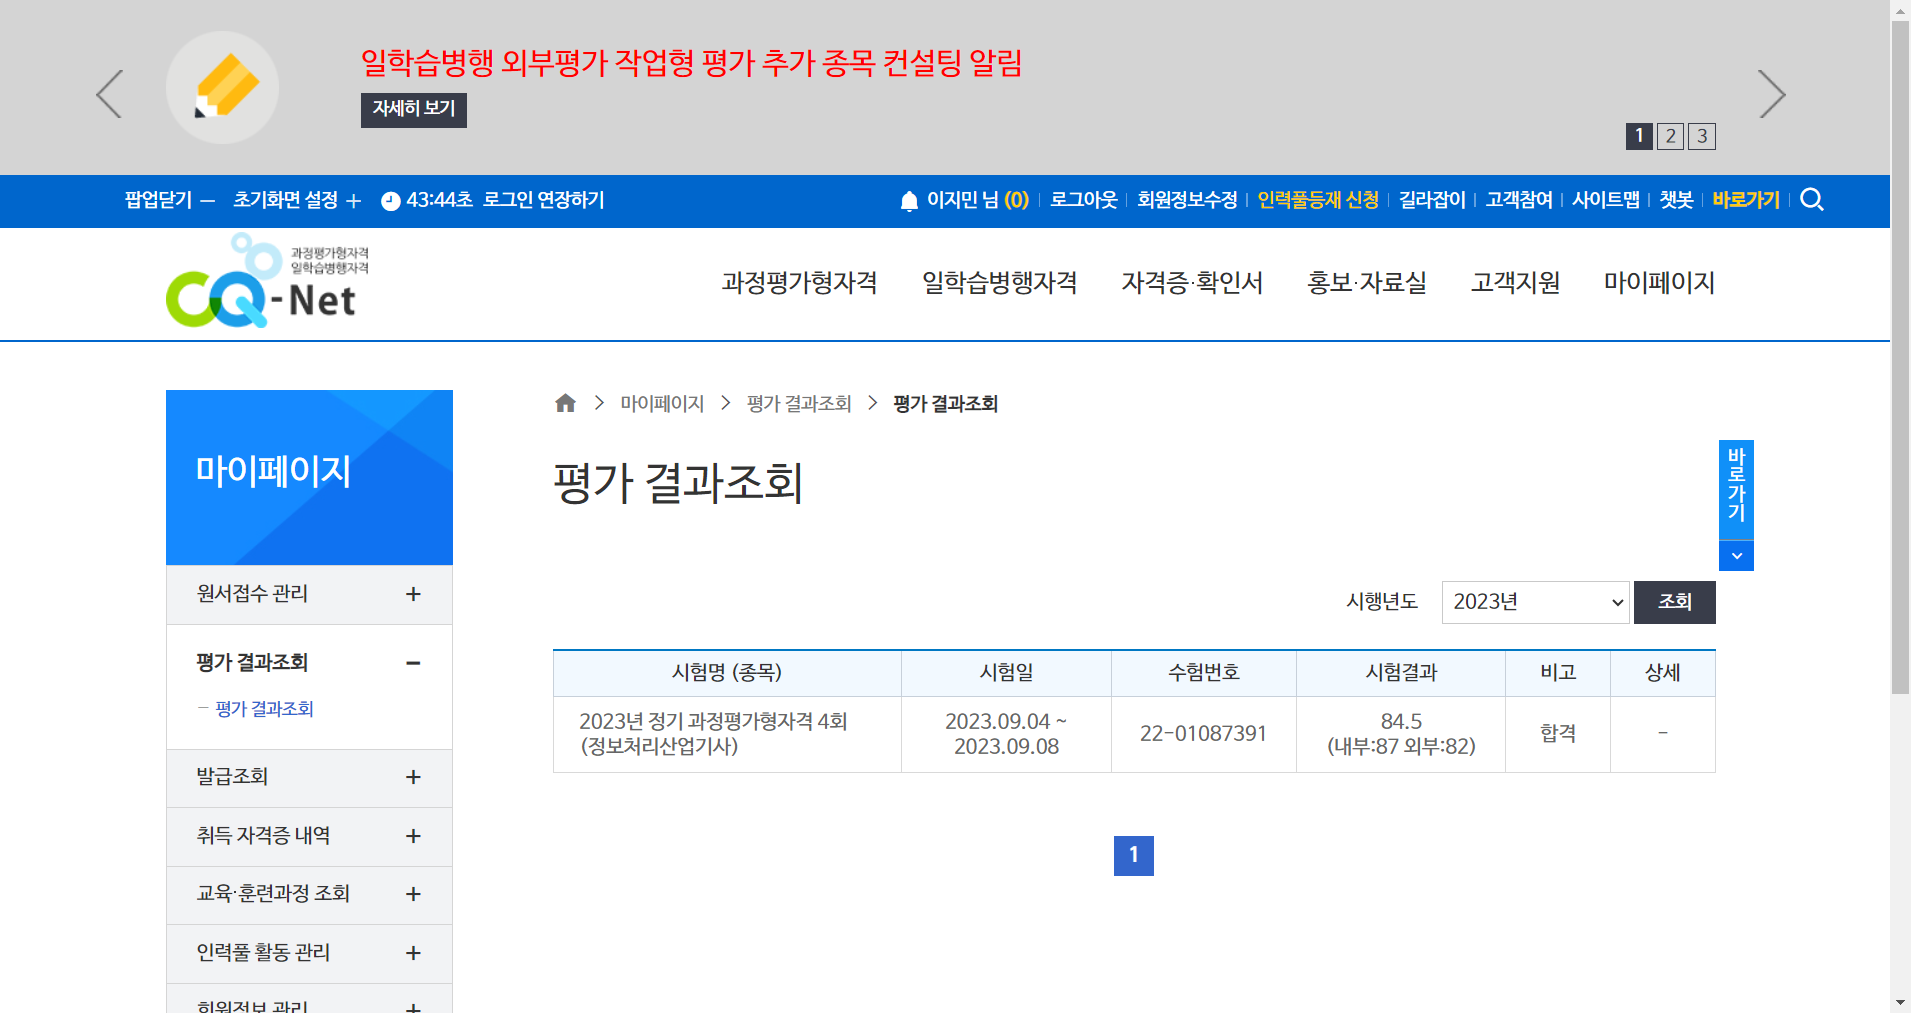 일학습병행 외부평가 작업형 평가 추가 종목 컨설팅 알림
자세히 보기
1 2 3
팝업닫기 초기화면 설정 43:44초 로그인 연장하기 이지민 님 (0) 로그아웃 회원정보수정 인력풀등재 신청 길라잡이 고객참여 사이트맵 챗봇 바로가기
과정평가형자격
일학습병행자격
CQ-Net
과정평가형자격 일학습병행자격 자격증·확인서 홍보·자료실 고객지원 마이페이지
마이페이지 > 평가 결과조회 > 평가 결과조회
마이페이지
평가 결과조회
바로가기
시행년도 2023년 조회
원서접수 관리 +
평가 결과조회 −
– 평가 결과조회
발급조회 +
취득 자격증 내역 +
교육·훈련과정 조회 +
인력풀 활동 관리 +
회원정보 관리 +
시험명 (종목) 시험일 수험번호 시험결과 비고 상세
2023년 정기 과정평가형자격 4회
(정보처리산업기사)
2023.09.04 ~
2023.09.08
22-01087391
84.5
(내부:87 외부:82)
합격
-
1